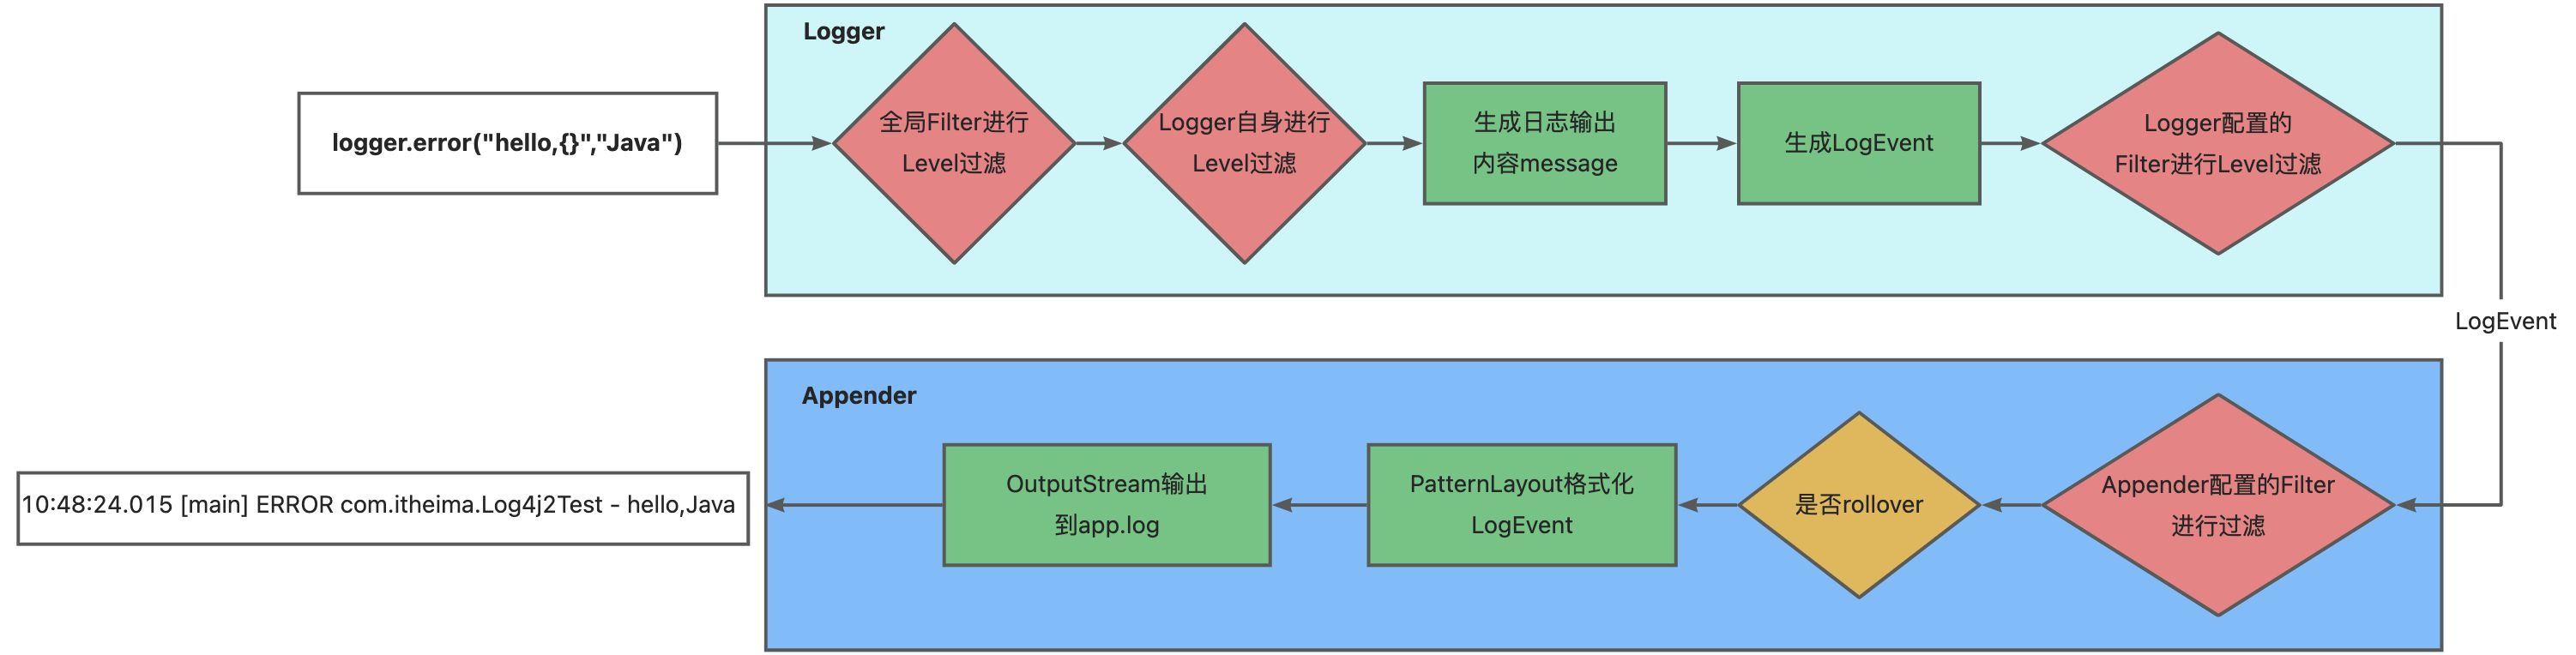 Logger
logger.error("hello,{}","Java")
全局Filter进行
Level过滤
Logger自身进行
Level过滤
生成日志输出
内容message
生成LogEvent
Logger配置的
Filter进行Level过滤
LogEvent
Appender
Appender配置的Filter
进行过滤
是否rollover
PatternLayout格式化
LogEvent
OutputStream输出
到app.log
10:48:24.015 [main] ERROR com.itheima.Log4j2Test - hello,Java